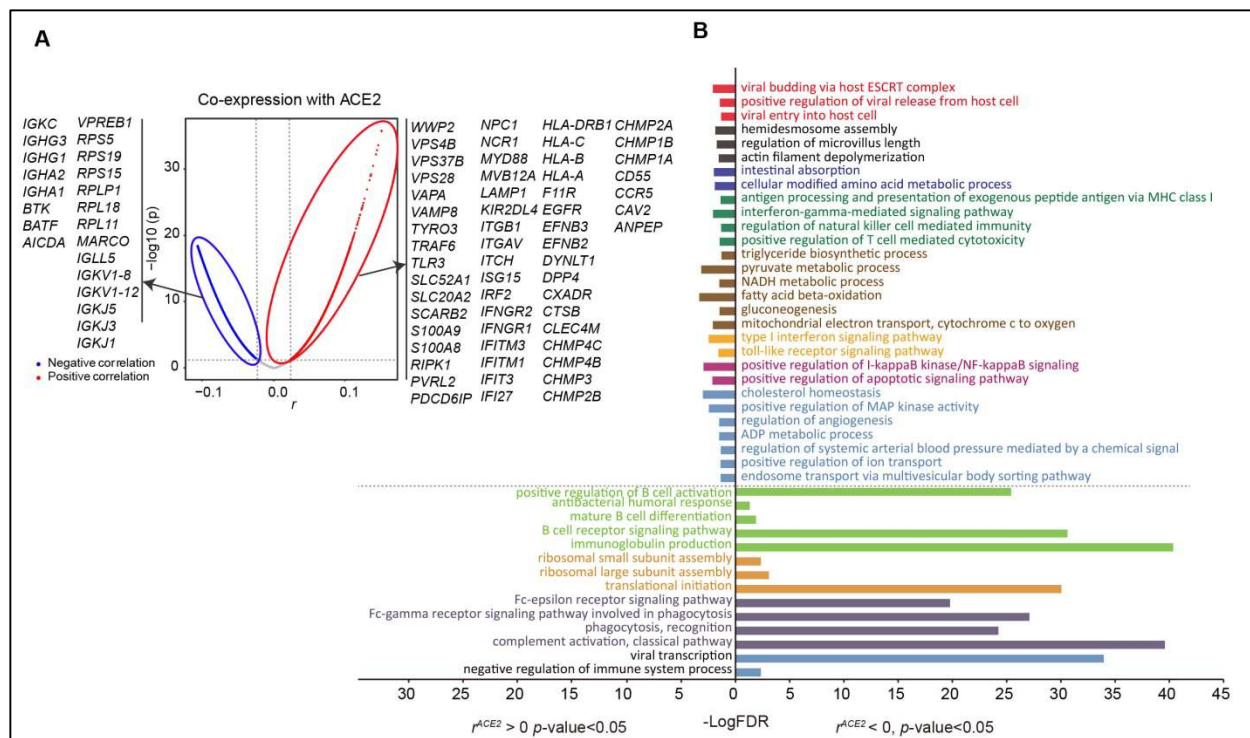 A
B
Co-expression with ACE2
IGKC VPREB1
IGHG3 RPS5
IGHG1 RPS19
IGHA2 RPS15
IGHA1 RPLP1
BTK RPL18
BATF RPL11
AICDA MARCO
IGLL5
IGKV1-8
IGKV1-12
IGKJ5
IGKJ3
IGKJ1
Negative correlation
Positive correlation
−log10 (p)
30
20
10
0
−0.1 0.0 0.1
r
WWP2 NPC1 HLA-DRB1 CHMP2A
VPS4B NCR1 HLA-C CHMP1B
VPS37B MYD88 HLA-B CHMP1A
VPS28 MVB12A HLA-A CD55
VAPA LAMP1 F11R CCR5
VAMP8 KIR2DL4 EGFR CAV2
TYRO3 ITGB1 EFNB3 ANPEP
TRAF6 ITGAV EFNB2
TLR3 ITCH DYNLT1
SLC52A1 ISG15 DPP4
SLC20A2 IRF2 CXADR
SCARB2 IFNGR2 CTSB
S100A9 IFNGR1 CLEC4M
S100A8 IFITM3 CHMP4C
RIPK1 IFITM1 CHMP4B
PVRL2 IFIT3 CHMP3
PDCD6IP IFI27 CHMP2B
viral budding via host ESCRT complex
positive regulation of viral release from host cell
viral entry into host cell
hemidesmosome assembly
regulation of microvillus length
actin filament depolymerization
intestinal absorption
cellular modified amino acid metabolic process
antigen processing and presentation of exogenous peptide antigen via MHC class I
interferon-gamma-mediated signaling pathway
regulation of natural killer cell mediated immunity
positive regulation of T cell mediated cytotoxicity
triglyceride biosynthetic process
pyruvate metabolic process
NADH metabolic process
fatty acid beta-oxidation
gluconeogenesis
mitochondrial electron transport, cytochrome c to oxygen
type I interferon signaling pathway
toll-like receptor signaling pathway
positive regulation of I-kappaB kinase/NF-kappaB signaling
positive regulation of apoptotic signaling pathway
cholesterol homeostasis
positive regulation of MAP kinase activity
regulation of angiogenesis
ADP metabolic process
regulation of systemic arterial blood pressure mediated by a chemical signal
positive regulation of ion transport
endosome transport via multivesicular body sorting pathway
positive regulation of B cell activation
antibacterial humoral response
mature B cell differentiation
B cell receptor signaling pathway
immunoglobulin production
ribosomal small subunit assembly
ribosomal large subunit assembly
translational initiation
Fc-epsilon receptor signaling pathway
Fc-gamma receptor signaling pathway involved in phagocytosis
phagocytosis, recognition
complement activation, classical pathway
viral transcription
negative regulation of immune system process
30 25 20 15 10 5 0 5 10 15 20 25 30 35 40 45
r^ACE2 > 0 p-value<0.05 -LogFDR r^ACE2 < 0, p-value<0.05